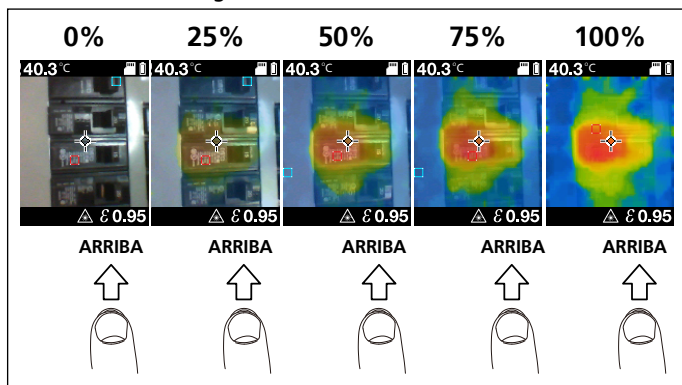 0% 25% 50% 75% 100%
40.3°C 40.3°C 40.3°C 40.3°C 40.3°C
ε 0.95 ε 0.95 ε 0.95 ε 0.95 ε 0.95
ARRIBA ARRIBA ARRIBA ARRIBA ARRIBA